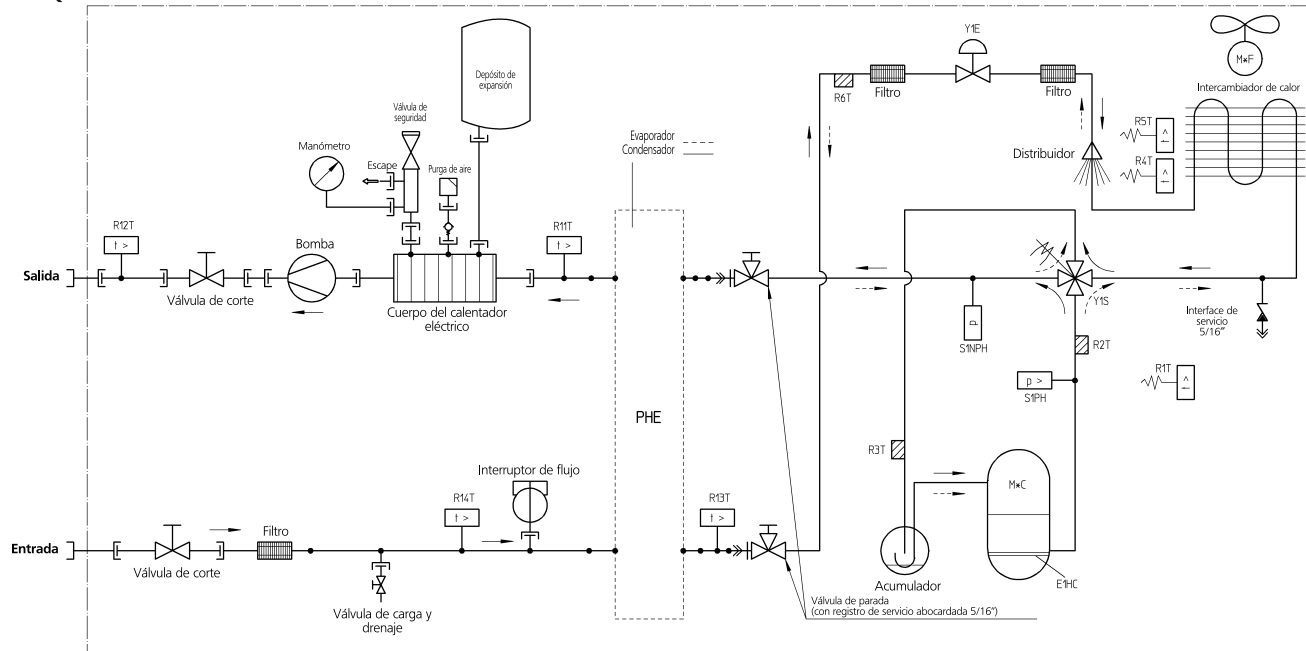 Y1E
M*F
Depósito de
expansión
R6T
Filtro
Filtro
Intercambiador de calor
Válvula de
seguridad
R5T
Evaporador
Condensador
Manómetro
Escape
Purga de aire
Distribuidor
R4T
R12T
t >
Bomba
R11T
t >
Salida
Válvula de corte
Cuerpo del calentador
eléctrico
Y1S
Interface de
servicio
5/16"
p
S1NPH
R2T
p >
S1PH
R1T
PHE
R3T
Interruptor de flujo
M*C
R14T
t >
R13T
t >
Entrada
Filtro
Válvula de corte
Acumulador
E1HC
Válvula de carga y
drenaje
Válvula de parada
(con registro de servicio abocardada 5/16")